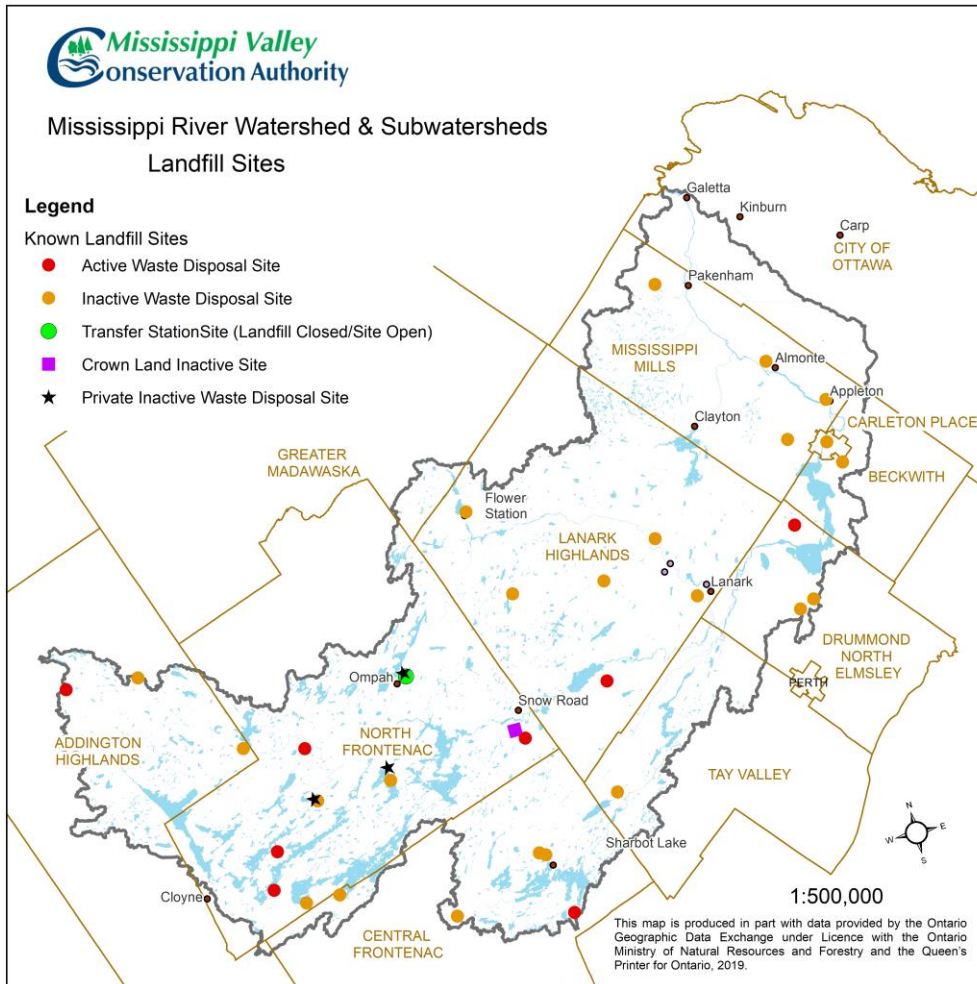 Mississippi Valley
Conservation Authority
Mississippi River Watershed & Subwatersheds
Landfill Sites
Legend
Known Landfill Sites
Active Waste Disposal Site
Inactive Waste Disposal Site
Transfer StationSite (Landfill Closed/Site Open)
Crown Land Inactive Site
Private Inactive Waste Disposal Site
Galetta
Kinburn
Carp
CITY OF
OTTAWA
Pakenham
MISSISSIPPI
MILLS
Almonte
Appleton
Clayton
CARLETON PLACE
BECKWITH
GREATER
MADAWASKA
Flower
Station
LANARK
HIGHLANDS
Lanark
DRUMMOND
NORTH
ELMSLEY
PERTH
Ompah
Snow Road
NORTH
FRONTENAC
ADDINGTON
HIGHLANDS
TAY VALLEY
Sharbot Lake
Cloyne
CENTRAL
FRONTENAC
N
W
E
S
1:500,000
This map is produced in part with data provided by the Ontario
Geographic Data Exchange under Licence with the Ontario
Ministry of Natural Resources and Forestry and the Queen's
Printer for Ontario, 2019.